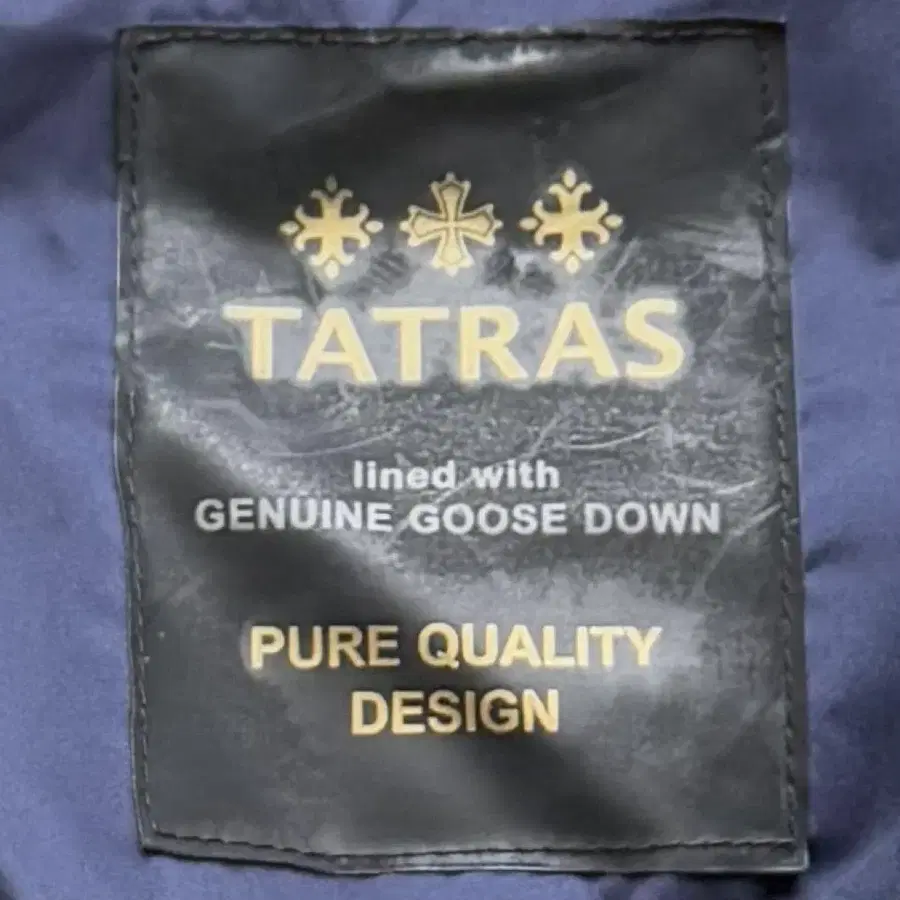 TATRAS
lined with
GENUINE GOOSE DOWN
PURE QUALITY
DESIGN